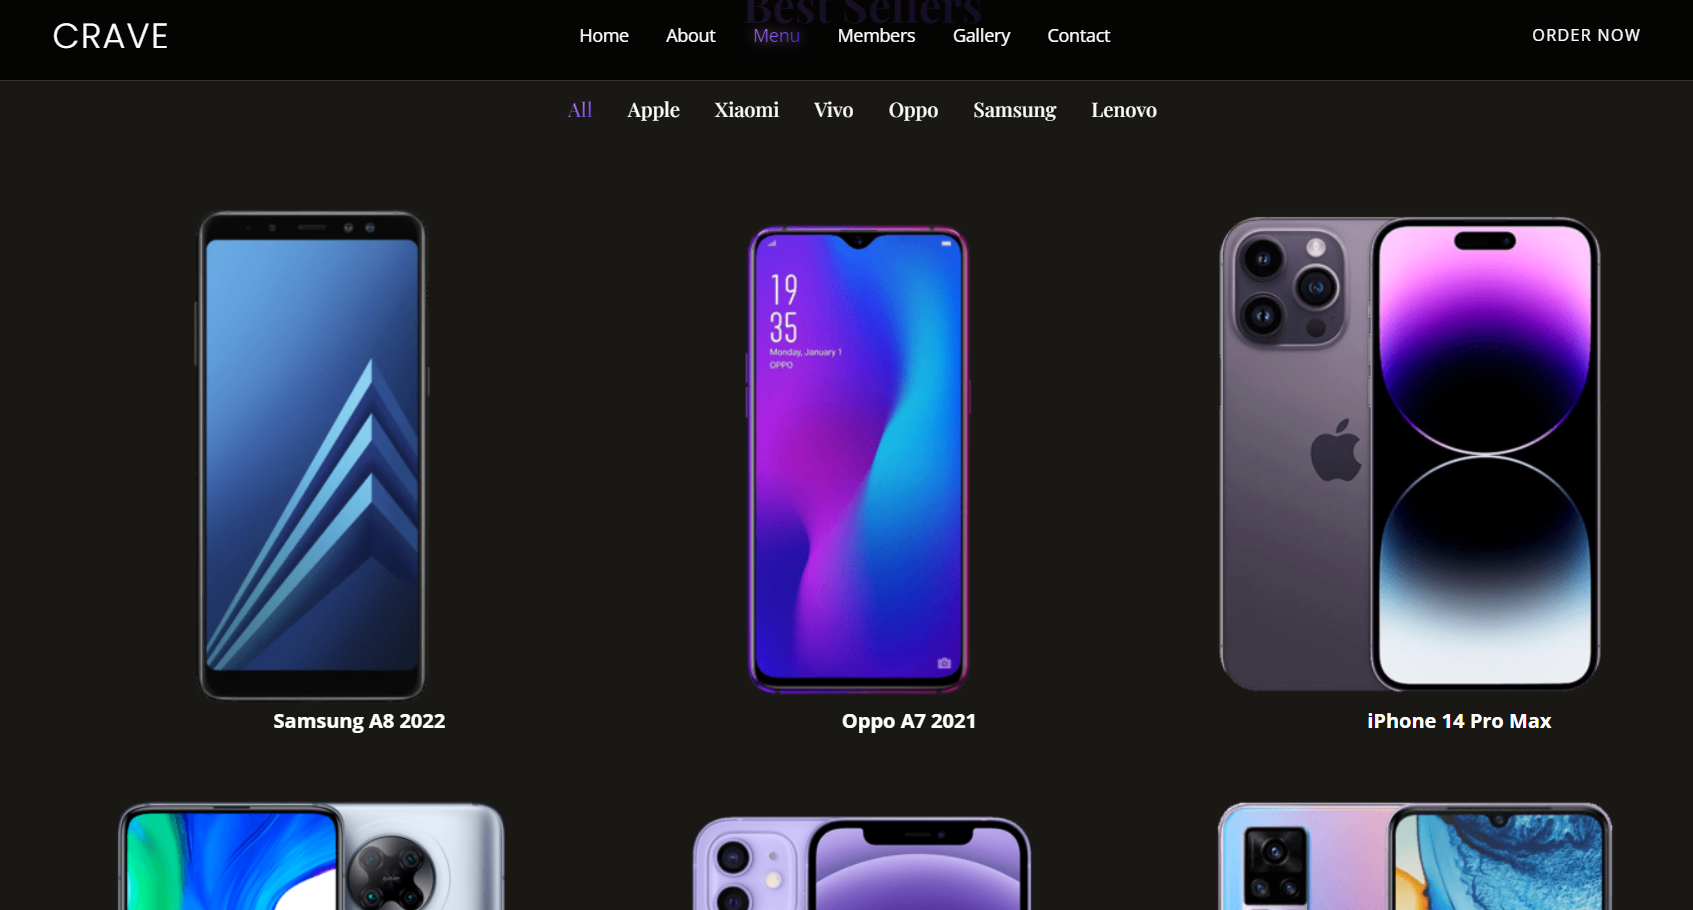 Best Sellers
CRAVE
Home About Menu Members Gallery Contact
ORDER NOW
All Apple Xiaomi Vivo Oppo Samsung Lenovo
19
35
Monday, January 1
OPPO
Samsung A8 2022
Oppo A7 2021
iPhone 14 Pro Max